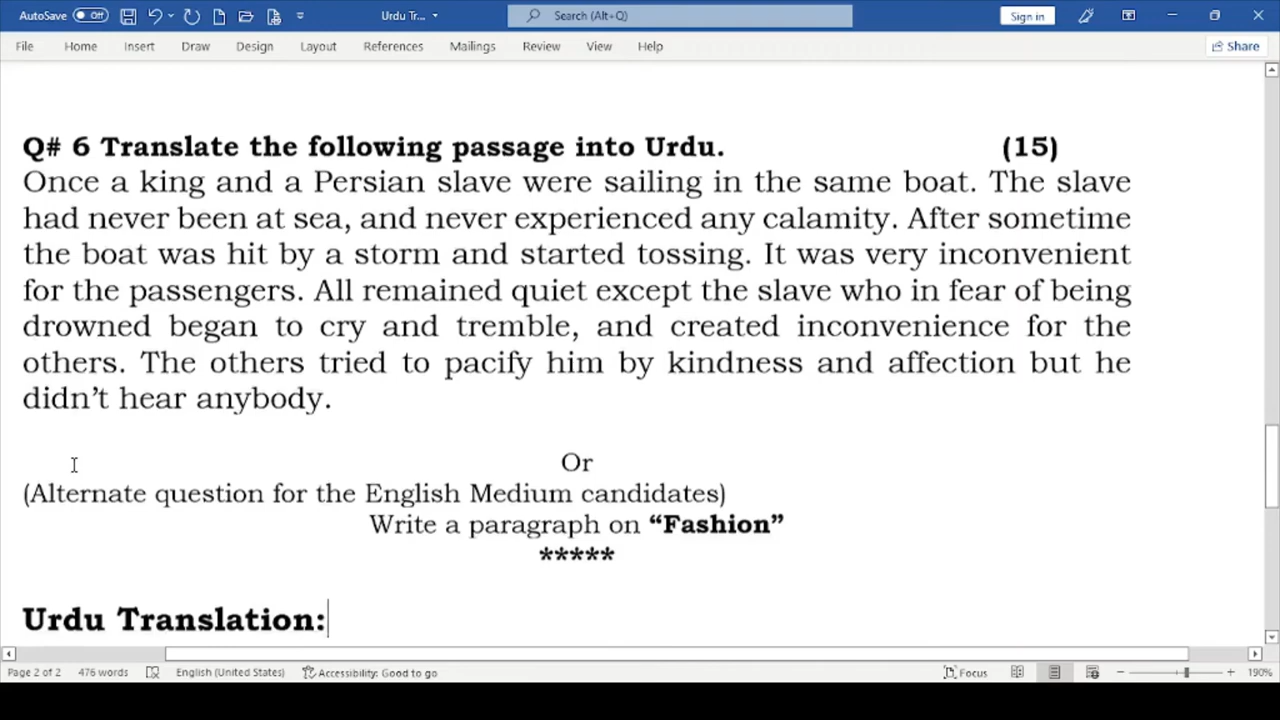 AutoSave Off Urdu Tr... Search (Alt+Q) Sign in
File Home Insert Draw Design Layout References Mailings Review View Help Share
Q# 6 Translate the following passage into Urdu. (15)
Once a king and a Persian slave were sailing in the same boat. The slave
had never been at sea, and never experienced any calamity. After sometime
the boat was hit by a storm and started tossing. It was very inconvenient
for the passengers. All remained quiet except the slave who in fear of being
drowned began to cry and tremble, and created inconvenience for the
others. The others tried to pacify him by kindness and affection but he
didn’t hear anybody.
Or
(Alternate question for the English Medium candidates)
Write a paragraph on “Fashion”
*****
Urdu Translation:
Page 2 of 2 476 words English (United States) Accessibility: Good to go Focus 190%